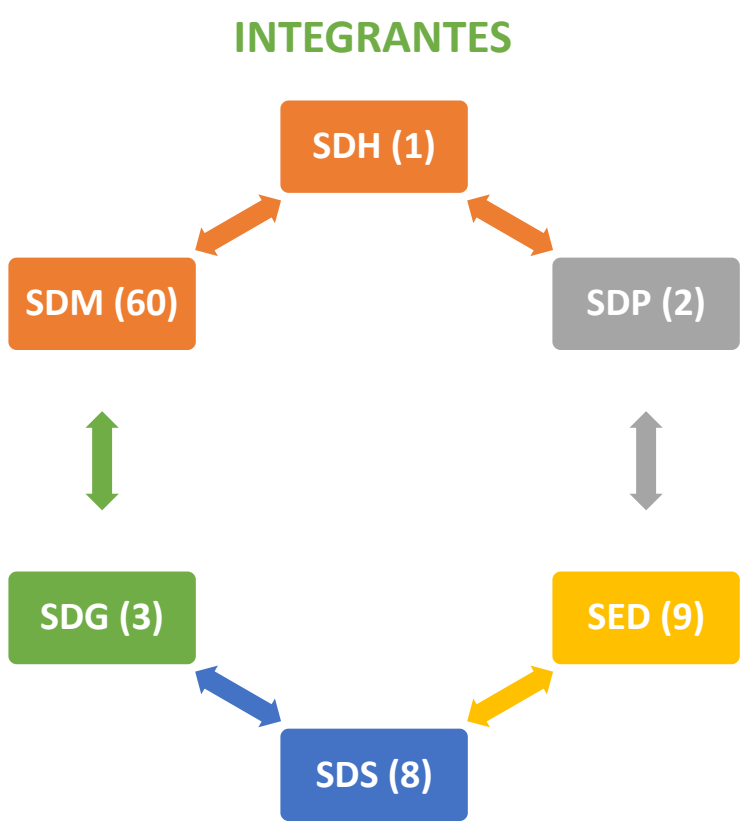 INTEGRANTES
SDH (1)
SDM (60)
SDP (2)
SDG (3)
SED (9)
SDS (8)